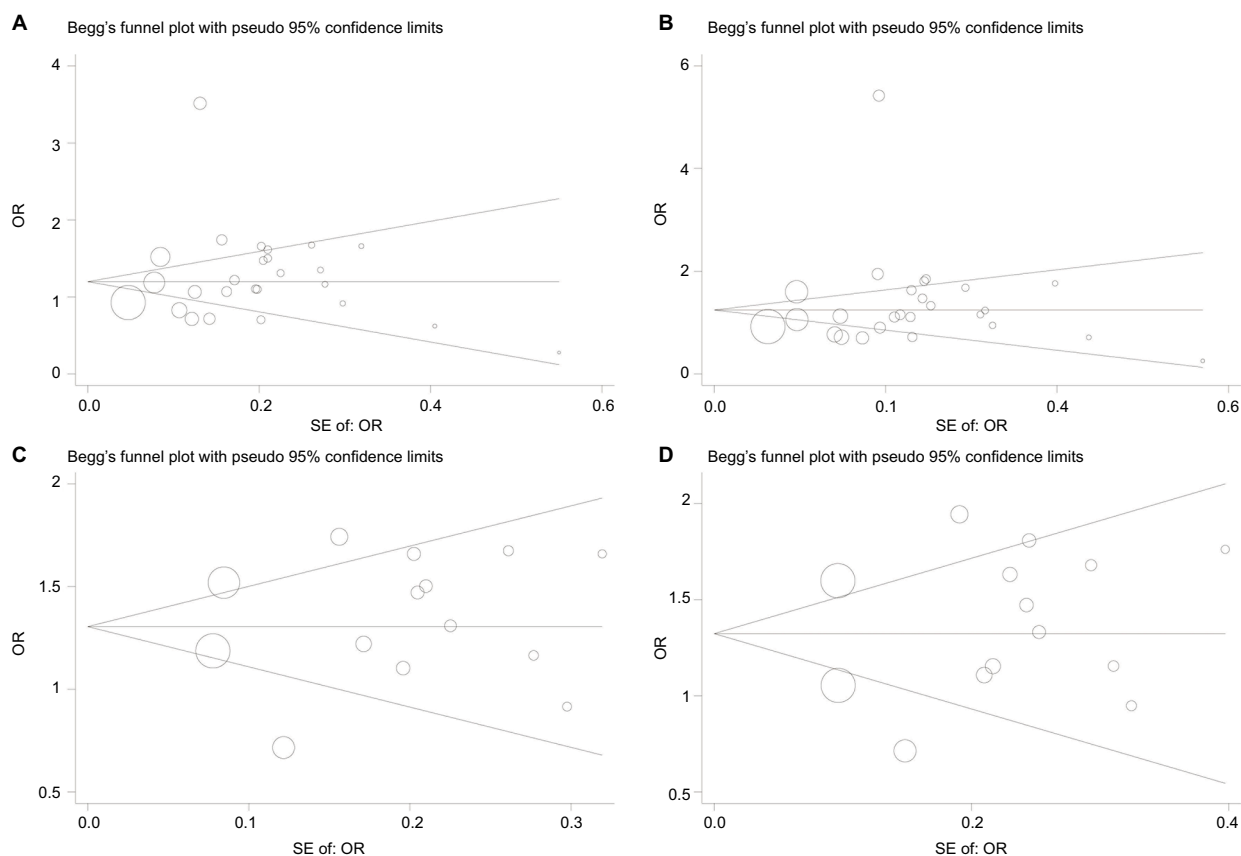 A Begg’s funnel plot with pseudo 95% confidence limits
4
3
2
1
0
OR
0.0 0.2 0.4 0.6
SE of: OR
B Begg’s funnel plot with pseudo 95% confidence limits
6
4
2
0
OR
0.0 0.1 0.4 0.6
SE of: OR
C Begg’s funnel plot with pseudo 95% confidence limits
2
1.5
1
0.5
OR
0.0 0.1 0.2 0.3
SE of: OR
D Begg’s funnel plot with pseudo 95% confidence limits
2
1.5
1
0.5
OR
0.0 0.2 0.4
SE of: OR